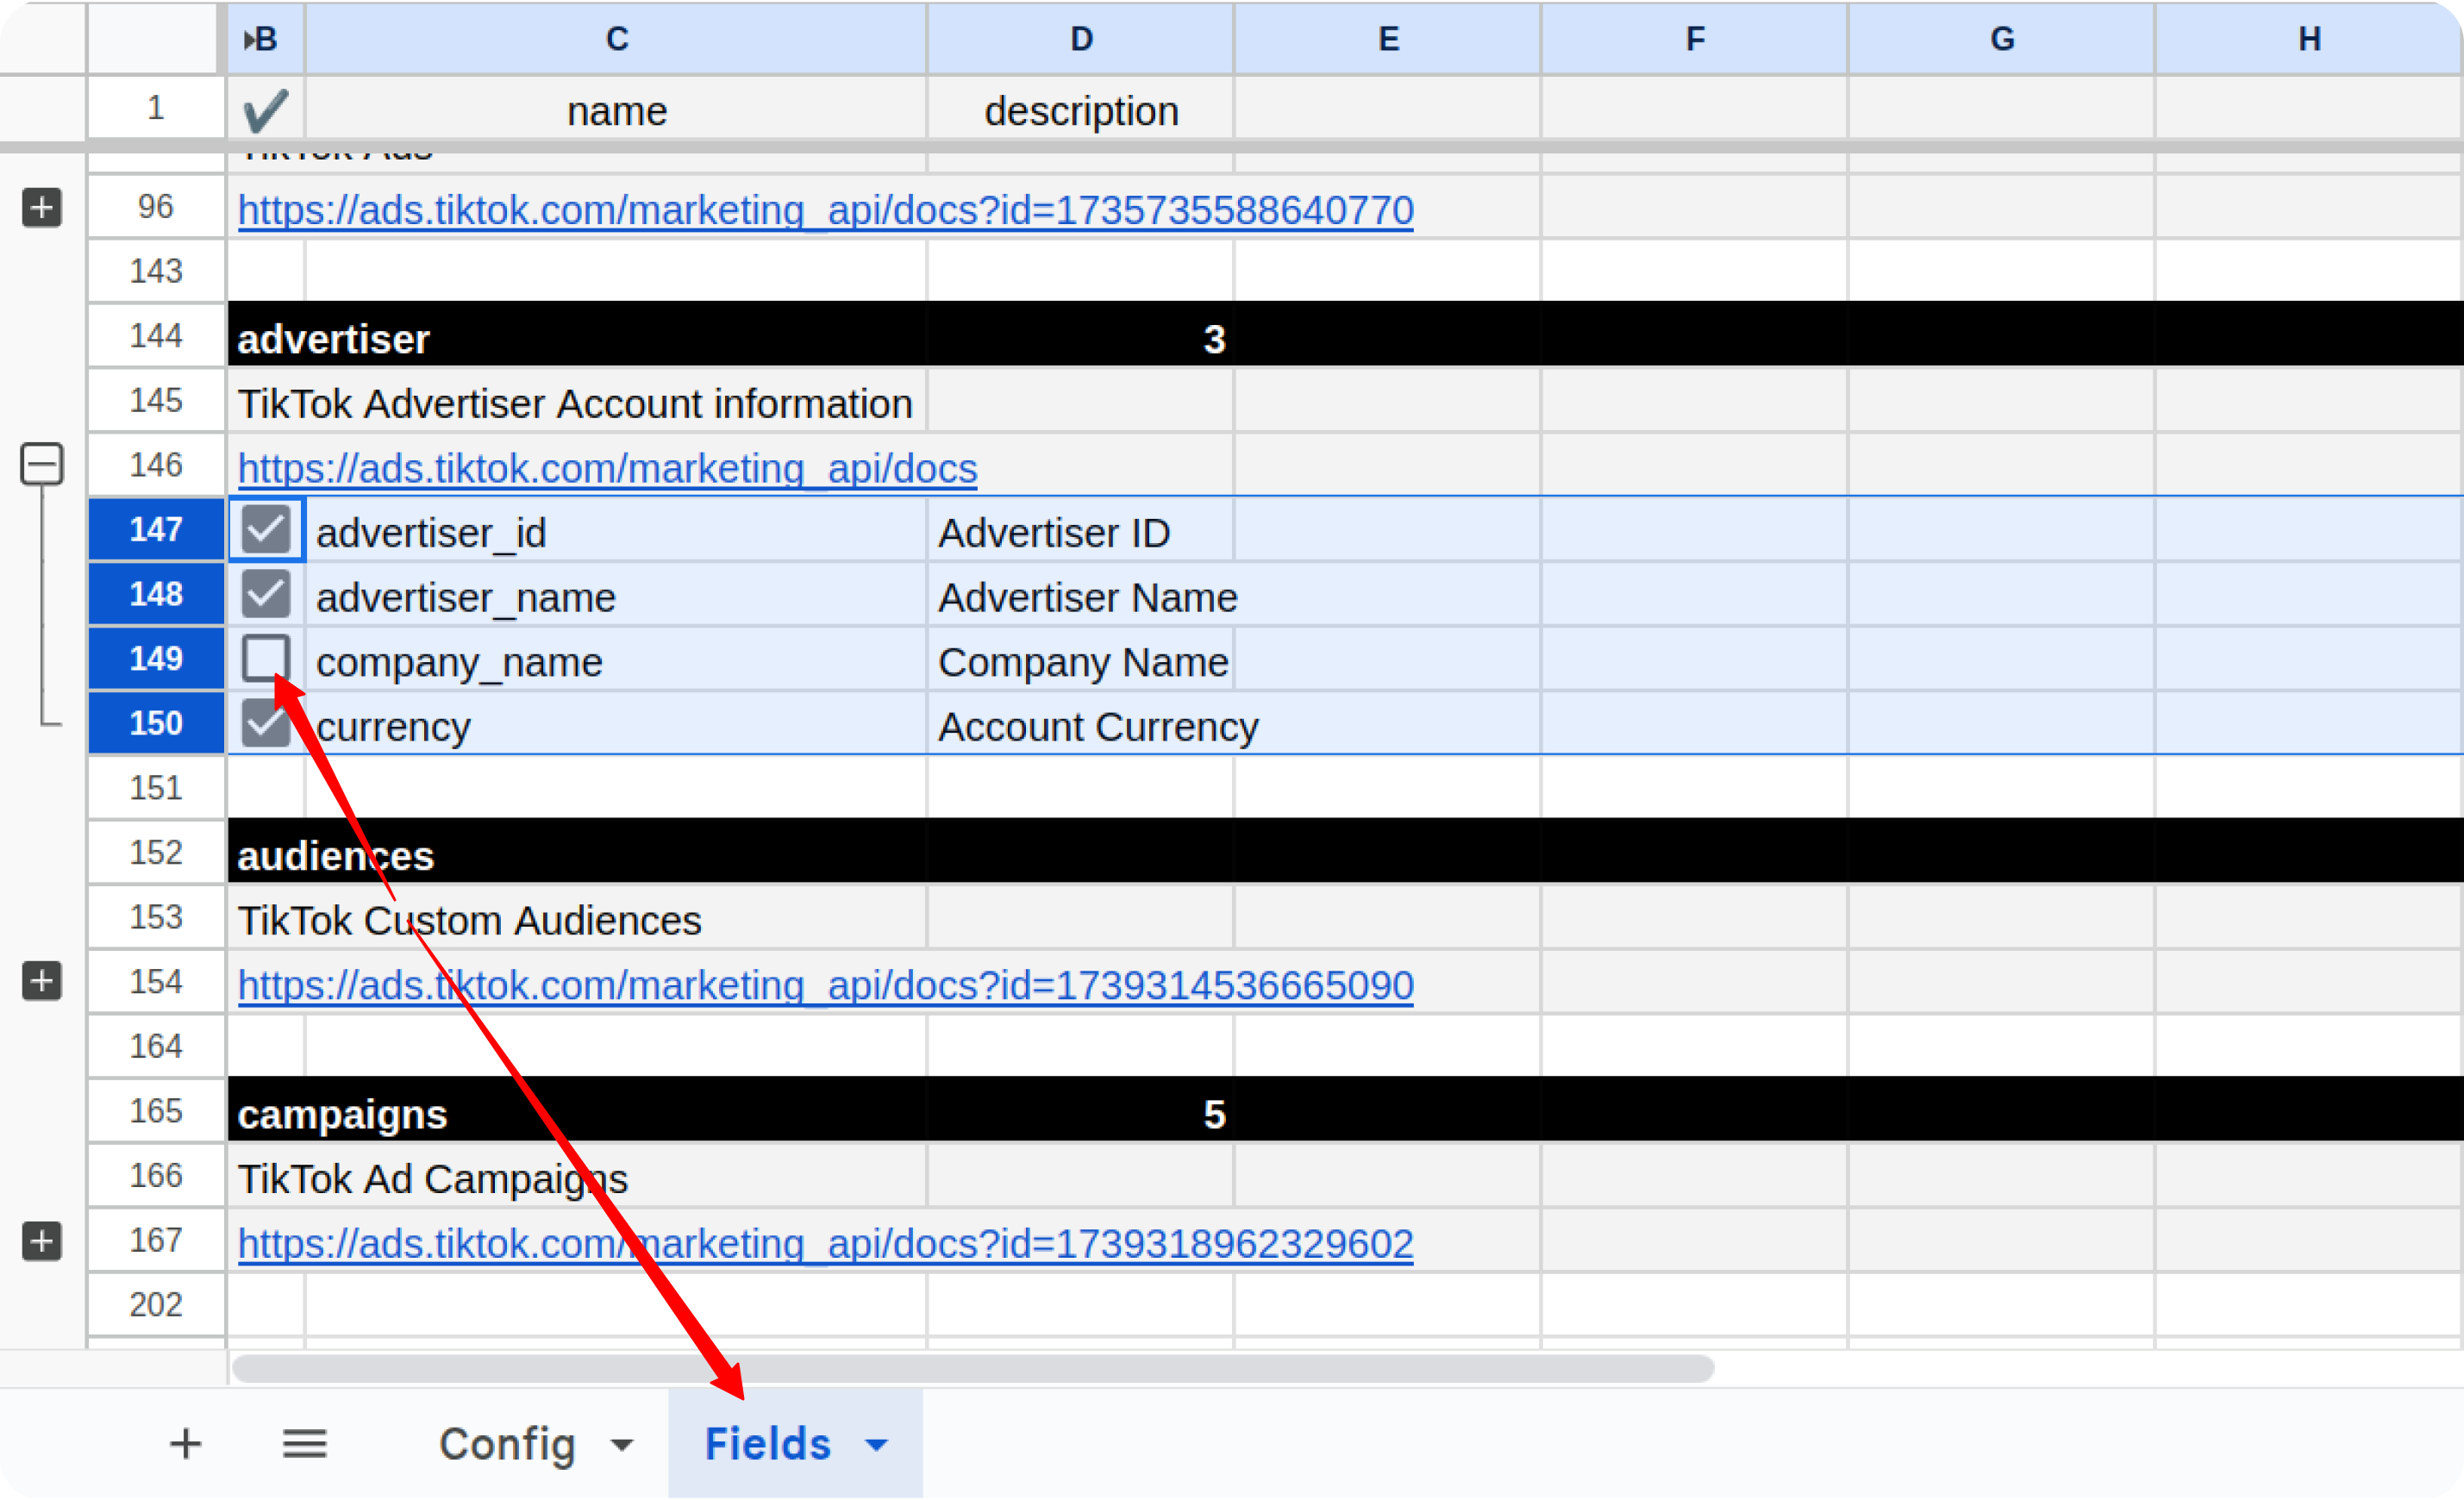 B C D E F G H
1 ✔ name description
TikTok Ads
96 https://ads.tiktok.com/marketing_api/docs?id=1735735588640770
143
144 advertiser 3
145 TikTok Advertiser Account information
146 https://ads.tiktok.com/marketing_api/docs
147 advertiser_id Advertiser ID
148 advertiser_name Advertiser Name
149 company_name Company Name
150 currency Account Currency
151
152 audiences
153 TikTok Custom Audiences
154 https://ads.tiktok.com/marketing_api/docs?id=1739314536665090
164
165 campaigns 5
166 TikTok Ad Campaigns
167 https://ads.tiktok.com/marketing_api/docs?id=1739318962329602
202
Config Fields